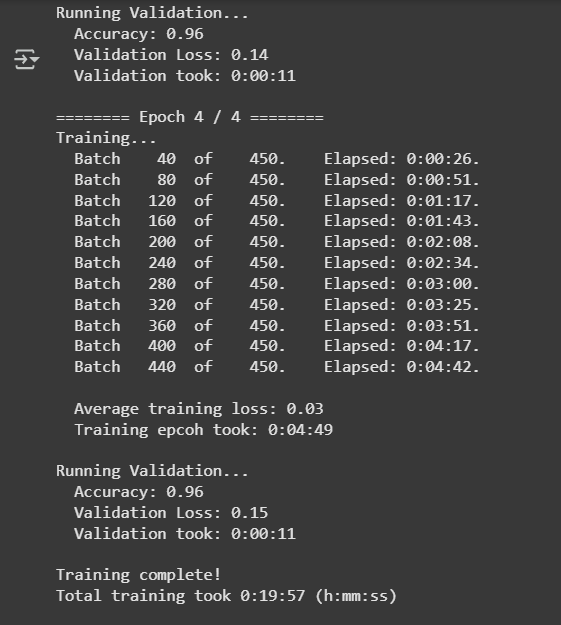 Running Validation...
Accuracy: 0.96
Validation Loss: 0.14
Validation took: 0:00:11
======== Epoch 4 / 4 ========
Training...
Batch    40  of    450.    Elapsed: 0:00:26.
Batch    80  of    450.    Elapsed: 0:00:51.
Batch   120  of    450.    Elapsed: 0:01:17.
Batch   160  of    450.    Elapsed: 0:01:43.
Batch   200  of    450.    Elapsed: 0:02:08.
Batch   240  of    450.    Elapsed: 0:02:34.
Batch   280  of    450.    Elapsed: 0:03:00.
Batch   320  of    450.    Elapsed: 0:03:25.
Batch   360  of    450.    Elapsed: 0:03:51.
Batch   400  of    450.    Elapsed: 0:04:17.
Batch   440  of    450.    Elapsed: 0:04:42.
Average training loss: 0.03
Training epcoh took: 0:04:49
Running Validation...
Accuracy: 0.96
Validation Loss: 0.15
Validation took: 0:00:11
Training complete!
Total training took 0:19:57 (h:mm:ss)